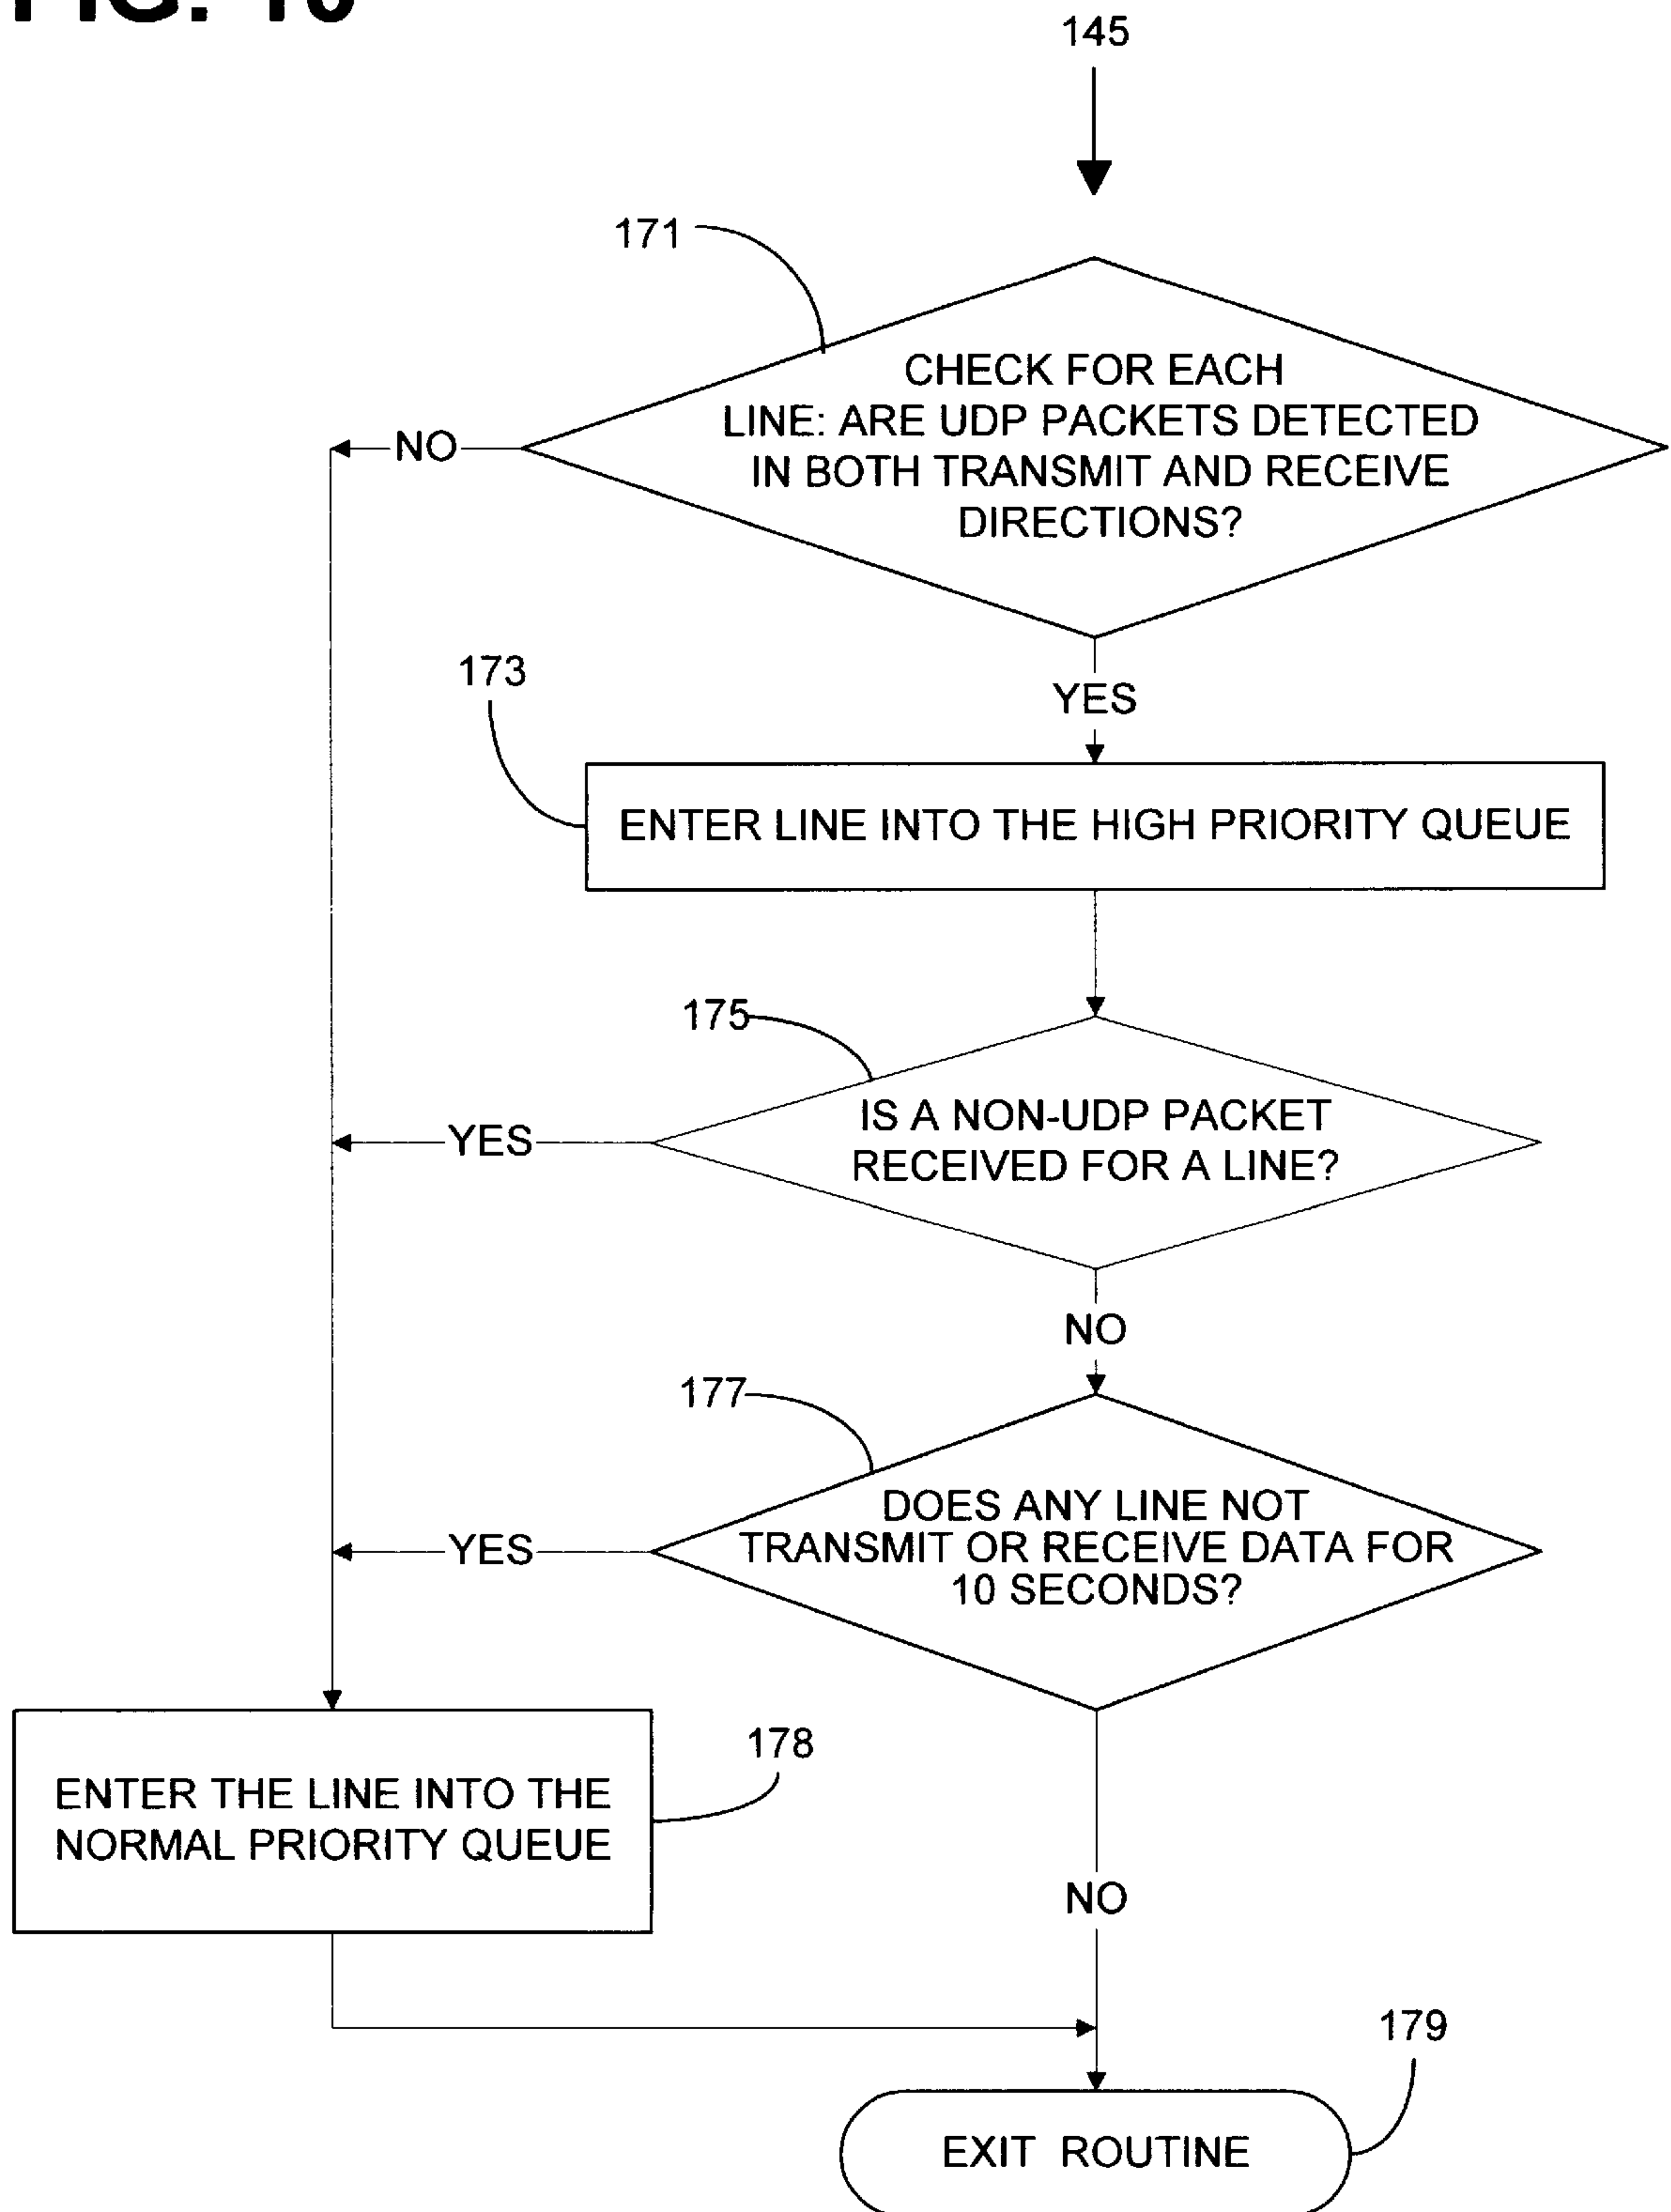 FIG. 10
145
171
CHECK FOR EACH
LINE: ARE UDP PACKETS DETECTED
IN BOTH TRANSMIT AND RECEIVE
DIRECTIONS?
NO
YES
173
ENTER LINE INTO THE HIGH PRIORITY QUEUE
175
IS A NON-UDP PACKET
RECEIVED FOR A LINE?
YES
NO
177
DOES ANY LINE NOT
TRANSMIT OR RECEIVE DATA FOR
10 SECONDS?
YES
NO
178
ENTER THE LINE INTO THE
NORMAL PRIORITY QUEUE
179
EXIT ROUTINE